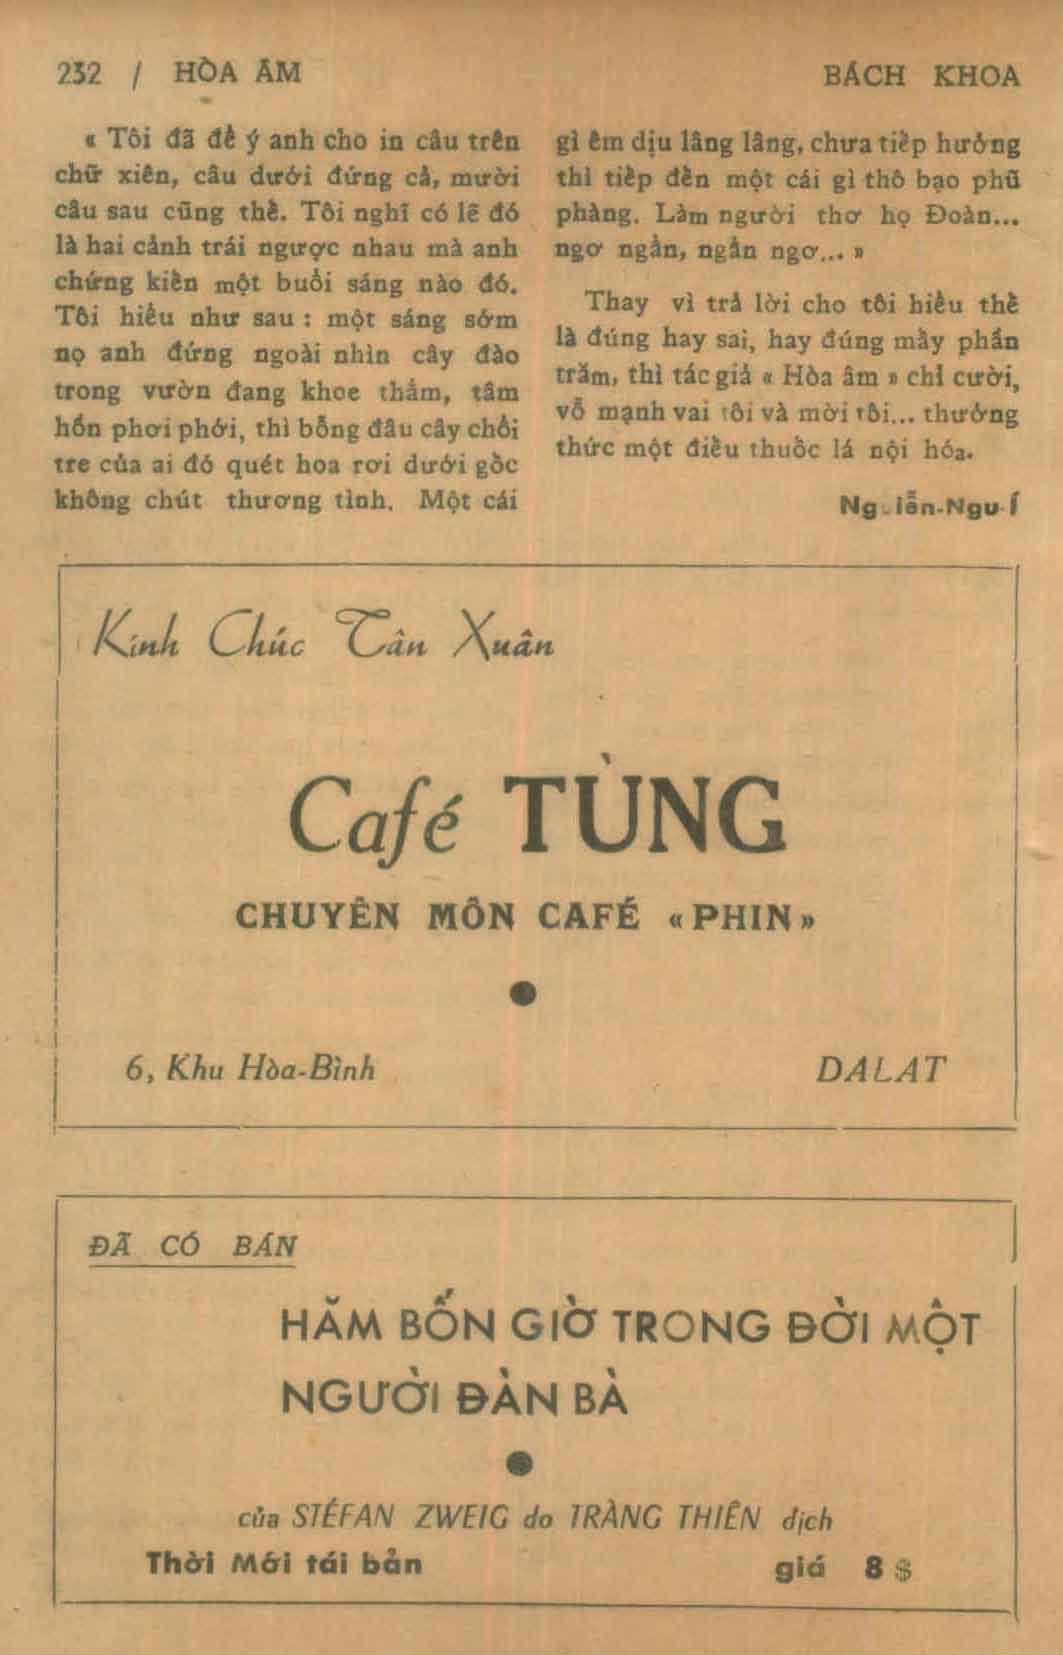 232 / HÒA ÂM
BÁCH KHOA
« Tôi đã để ý anh cho in câu trên
chữ xiên, câu dưới đứng cả, mười
câu sau cũng thế. Tôi nghĩ có lẽ đó
là hai cảnh trái ngược nhau mà anh
chứng kiến một buổi sáng nào đó.
Tôi hiểu như sau : một sáng sớm
nọ anh đứng ngoài nhìn cây đào
trong vườn đang khoe thắm, tâm
hồn phơi phới, thì bỗng đâu cây chổi
tre của ai đó quét hoa rơi dưới gốc
không chút thương tình. Một cái
gì êm dịu lâng lâng, chưa tiếp hưởng
thì tiếp đến một cái gì thô bạo phũ
phàng. Làm người thơ họ Đoàn...
ngơ ngẩn, ngẩn ngơ... »
Thay vì trả lời cho tôi hiểu thế
là đúng hay sai, hay đúng mấy phần
trăm, thì tác giả « Hòa âm » chỉ cười,
vỗ mạnh vai tôi và mời tôi... thưởng
thức một điếu thuốc lá nội hóa.
Kính Chúc Tân Xuân
Café TÙNG
CHUYÊN MÔN CAFÉ «PHIN»
6, Khu Hòa-Bình
DALAT
ĐÃ CÓ BÁN
HĂM BỐN GIỜ TRONG ĐỜI MỘT
NGƯỜI ĐÀN BÀ
của STÉFAN ZWEIG do TRÀNG THIÊN dịch
Thời Mới tái bản giá 8 $